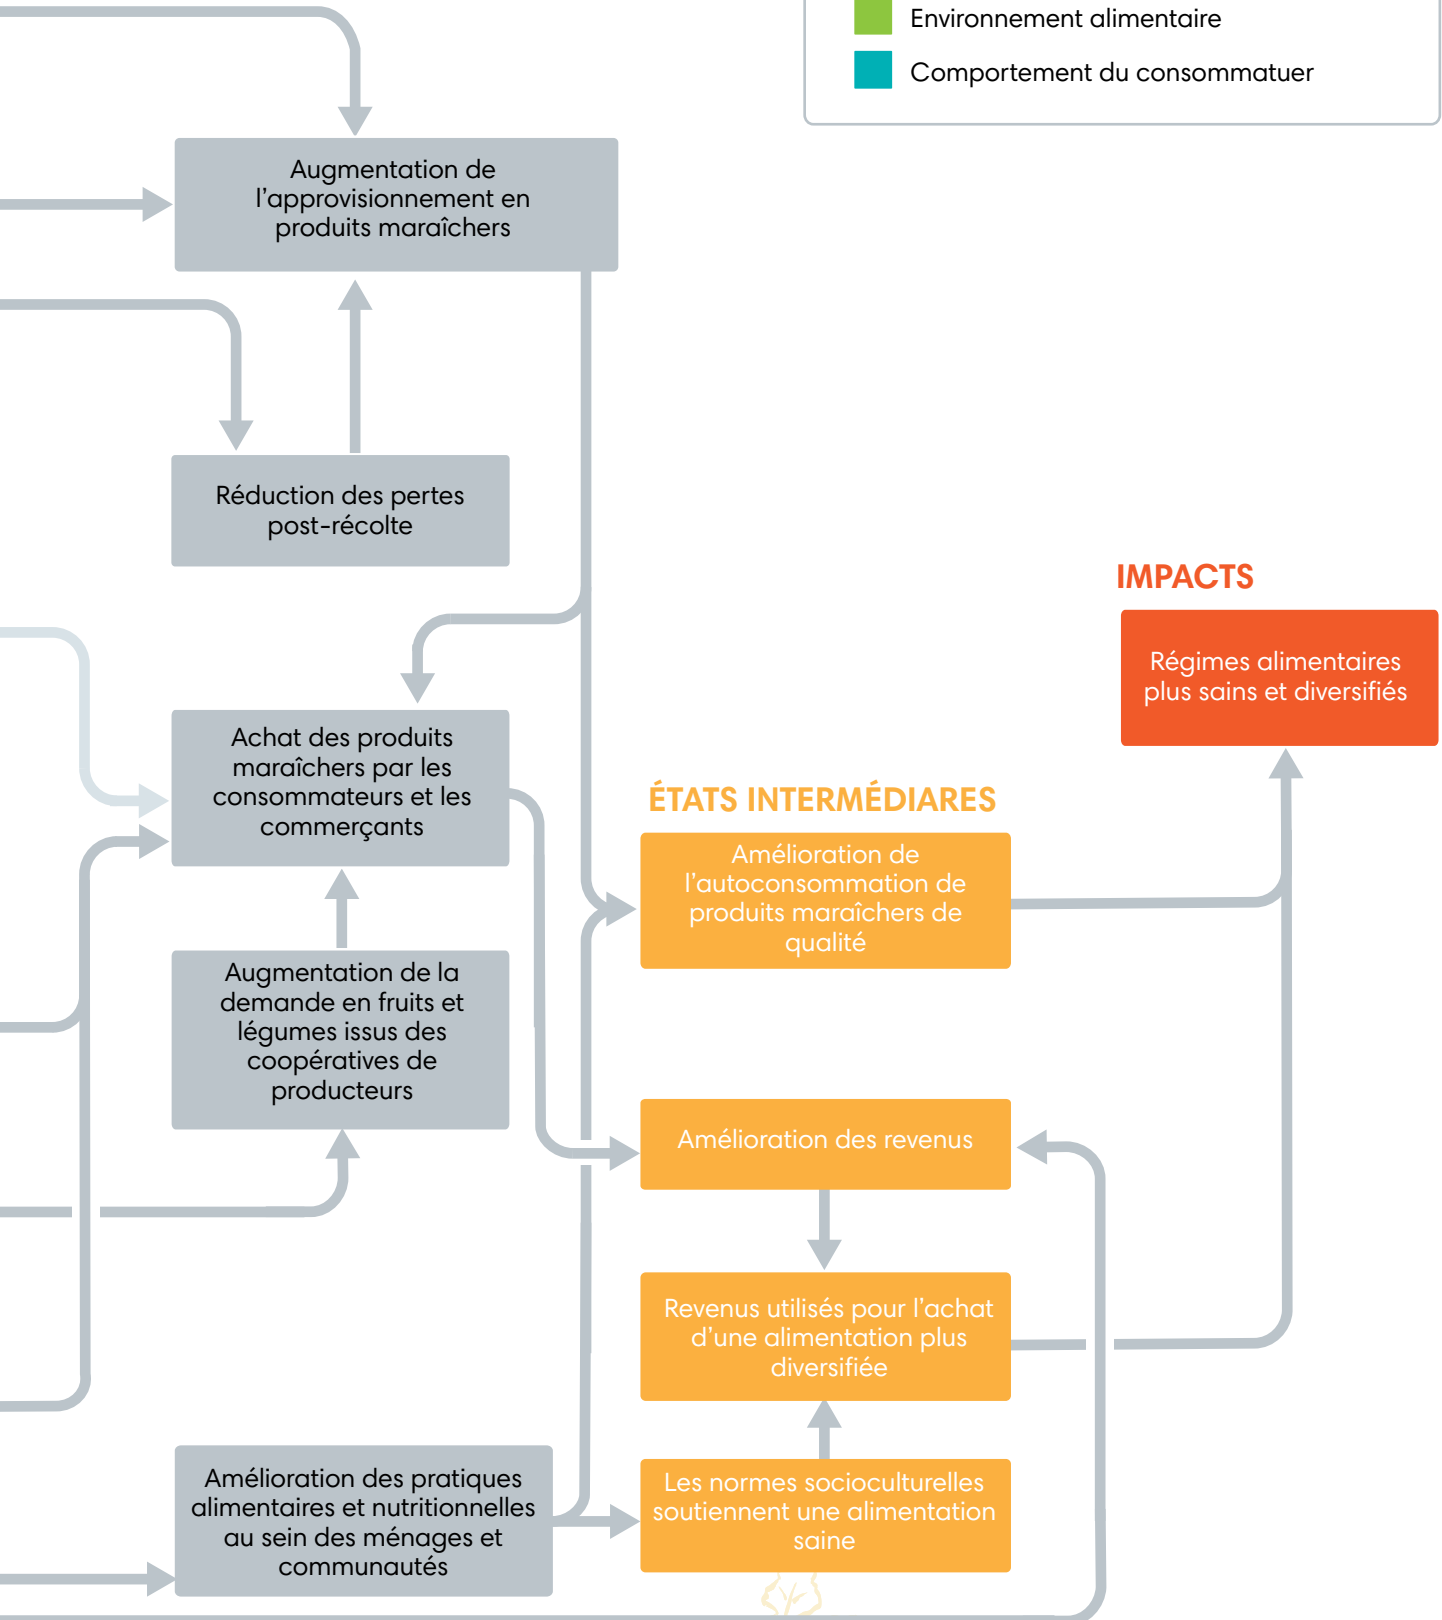 Environnement alimentaire
Comportement du consommatuer
Augmentation de
l'approvisionnement en
produits maraîchers
Réduction des pertes
post-récolte
IMPACTS
Régimes alimentaires
plus sains et diversifiés
Achat des produits
maraîchers par les
consommateurs et les
commerçants
ÉTATS INTERMÉDIARES
Amélioration de
l'autoconsommation de
produits maraîchers de
qualité
Augmentation de la
demande en fruits et
légumes issus des
coopératives de
producteurs
Amélioration des revenus
Revenus utilisés pour l'achat
d'une alimentation plus
diversifiée
Amélioration des pratiques
alimentaires et nutritionnelles
au sein des ménages et
communautés
Les normes socioculturelles
soutiennent une alimentation
saine